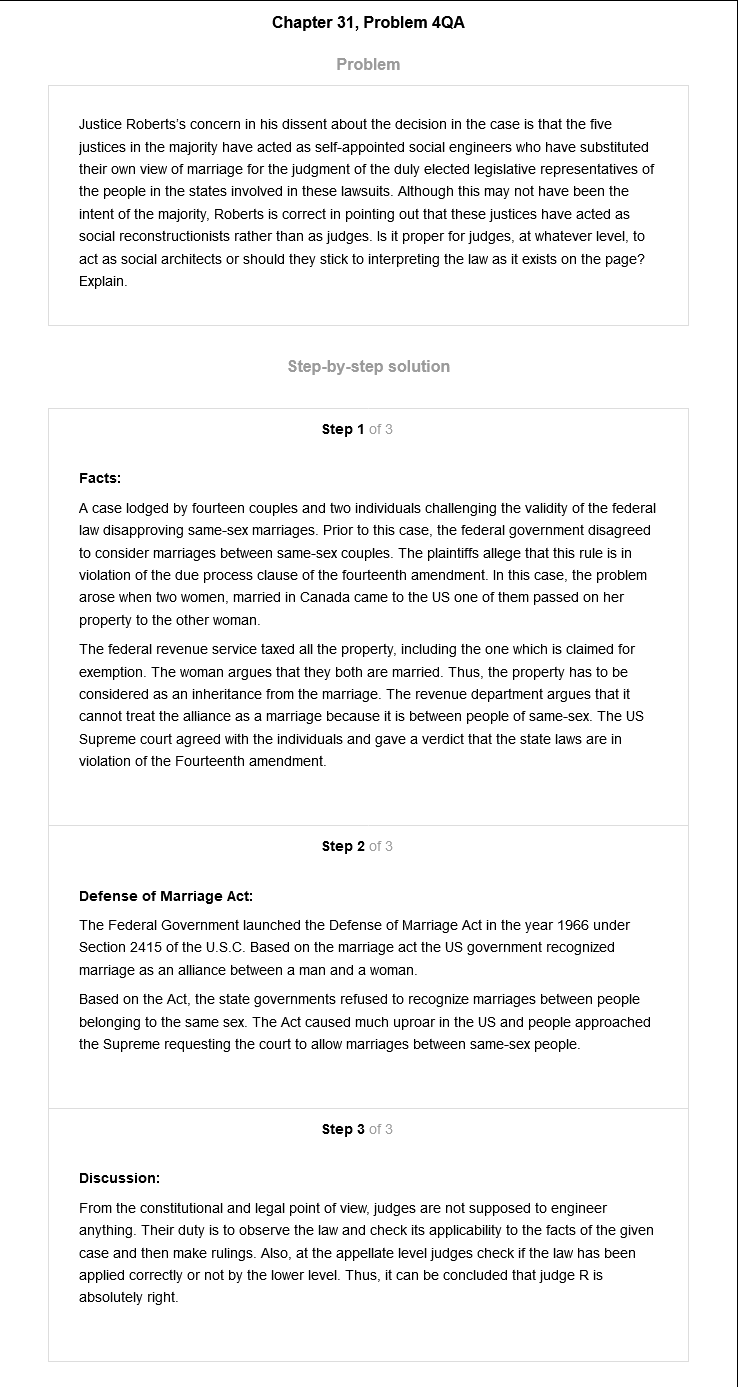 Chapter 31, Problem 4QA
Problem
Justice Roberts's concern in his dissent about the decision in the case is that the five
justices in the majority have acted as self-appointed social engineers who have substituted
their own view of marriage for the judgment of the duly elected legislative representatives of
the people in the states involved in these lawsuits. Although this may not have been the
intent of the majority, Roberts is correct in pointing out that these justices have acted as
social reconstructionists rather than as judges. Is it proper for judges, at whatever level, to
act as social architects or should they stick to interpreting the law as it exists on the page?
Explain.
Step-by-step solution
Step 1 of 3
Facts:
A case lodged by fourteen couples and two individuals challenging the validity of the federal
law disapproving same-sex marriages. Prior to this case, the federal government disagreed
to consider marriages between same-sex couples. The plaintiffs allege that this rule is in
violation of the due process clause of the fourteenth amendment. In this case, the problem
arose when two women, married in Canada came to the US one of them passed on her
property to the other woman.
The federal revenue service taxed all the property, including the one which is claimed for
exemption. The woman argues that they both are married. Thus, the property has to be
considered as an inheritance from the marriage. The revenue department argues that it
cannot treat the alliance as a marriage because it is between people of same-sex. The US
Supreme court agreed with the individuals and gave a verdict that the state laws are in
violation of the Fourteenth amendment.
Step 2 of 3
Defense of Marriage Act:
The Federal Government launched the Defense of Marriage Act in the year 1966 under
Section 2415 of the U.S.C. Based on the marriage act the US government recognized
marriage as an alliance between a man and a woman.
Based on the Act, the state governments refused to recognize marriages between people
belonging to the same sex. The Act caused much uproar in the US and people approached
the Supreme requesting the court to allow marriages between same-sex people.
Step 3 of 3
Discussion:
From the constitutional and legal point of view, judges are not supposed to engineer
anything. Their duty is to observe the law and check its applicability to the facts of the given
case and then make rulings. Also, at the appellate level judges check if the law has been
applied correctly or not by the lower level. Thus, it can be concluded that judge R is
absolutely right.